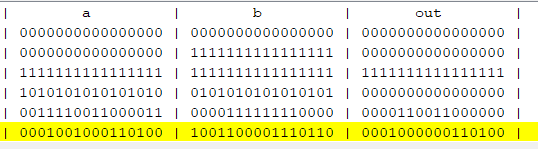 | a | b | out |
| 0000000000000000 | 0000000000000000 | 0000000000000000 |
| 0000000000000000 | 1111111111111111 | 0000000000000000 |
| 1111111111111111 | 1111111111111111 | 1111111111111111 |
| 1010101010101010 | 0101010101010101 | 0000000000000000 |
| 0011110011000011 | 0000111111110000 | 0000110011000000 |
| 0001001000110100 | 1001100001110110 | 0001000000110100 |